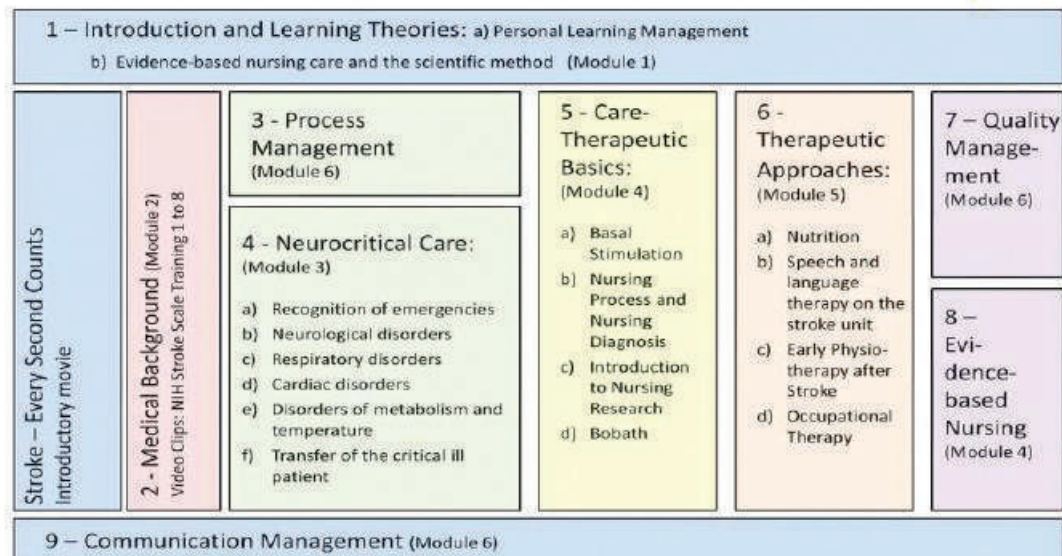 1 – Introduction and Learning Theories: a) Personal Learning Management
b) Evidence-based nursing care and the scientific method (Module 1)
Stroke – Every Second Counts
Introductory movie
2 - Medical Background (Module 2)
Video Clips: NIH Stroke Scale Training 1 to 8
3 - Process
Management
(Module 6)
4 - Neurocritical Care:
(Module 3)
a) Recognition of emergencies
b) Neurological disorders
c) Respiratory disorders
d) Cardiac disorders
e) Disorders of metabolism and
temperature
f) Transfer of the critical ill
patient
5 - Care-
Therapeutic
Basics:
(Module 4)
a) Basal
Stimulation
b) Nursing
Process and
Nursing
Diagnosis
c) Introduction
to Nursing
Research
d) Bobath
6 -
Therapeutic
Approaches:
(Module 5)
a) Nutrition
b) Speech and
language
therapy on the
stroke unit
c) Early Physio-
therapy after
Stroke
d) Occupational
Therapy
7 – Quality
Manage-
ment
(Module 6)
8 –
Evi-
dence-
based
Nursing
(Module 4)
9 – Communication Management (Module 6)